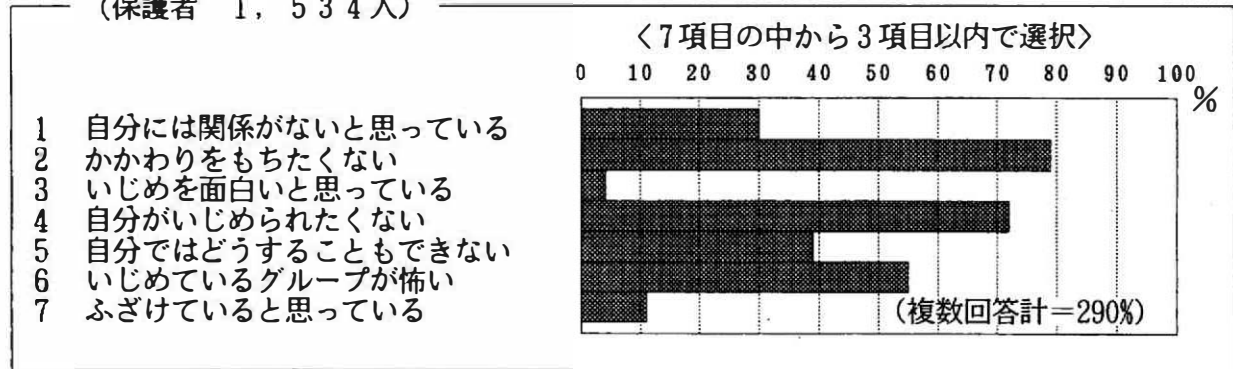 (保護者 1,534人)
〈7項目の中から3項目以内で選択〉
0 10 20 30 40 50 60 70 80 90 100
%
1 自分には関係がないと思っている
2 かかわりをもちたくない
3 いじめを面白いと思っている
4 自分がいじめられたくない
5 自分ではどうすることもできない
6 いじめているグループが怖い
7 ふざけていると思っている
(複数回答計=290%)